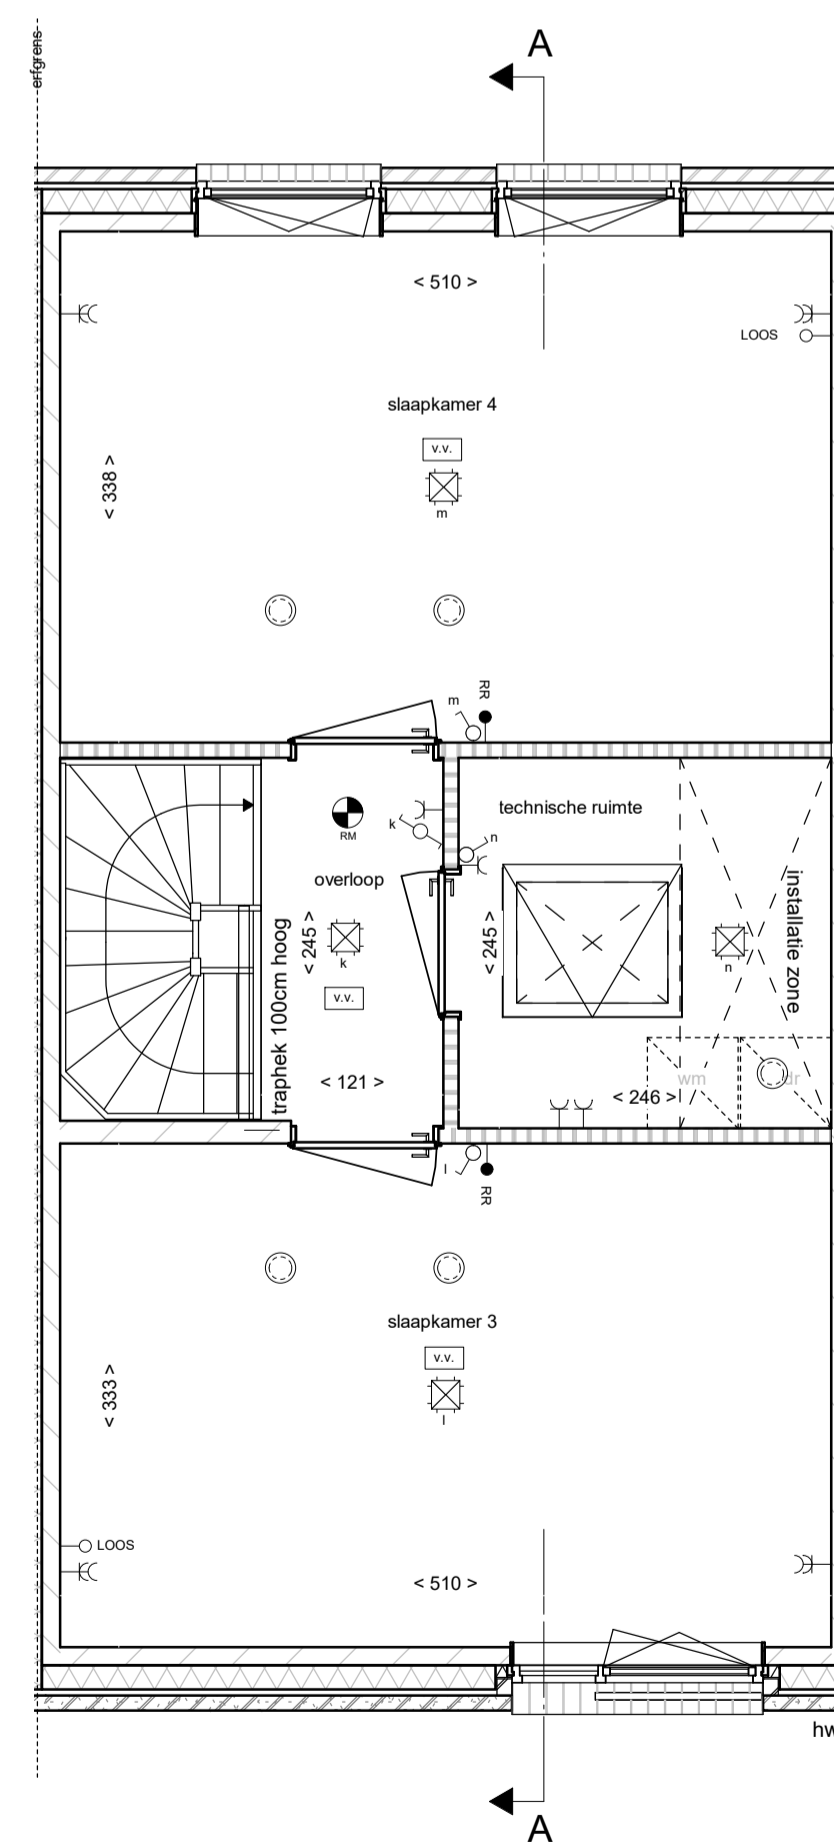 erfgrens
A
< 510 >
LOOS
slaapkamer 4
v.v.
m
< 338 >
m
RR
RM
k
n
technische ruimte
overloop
k
v.v.
< 245 >
traphek 100cm hoog
< 245 >
n
installatie zone
< 121 >
wm
dr
< 246 >
l
RR
slaapkamer 3
v.v.
l
< 333 >
LOOS
< 510 >
hw
A